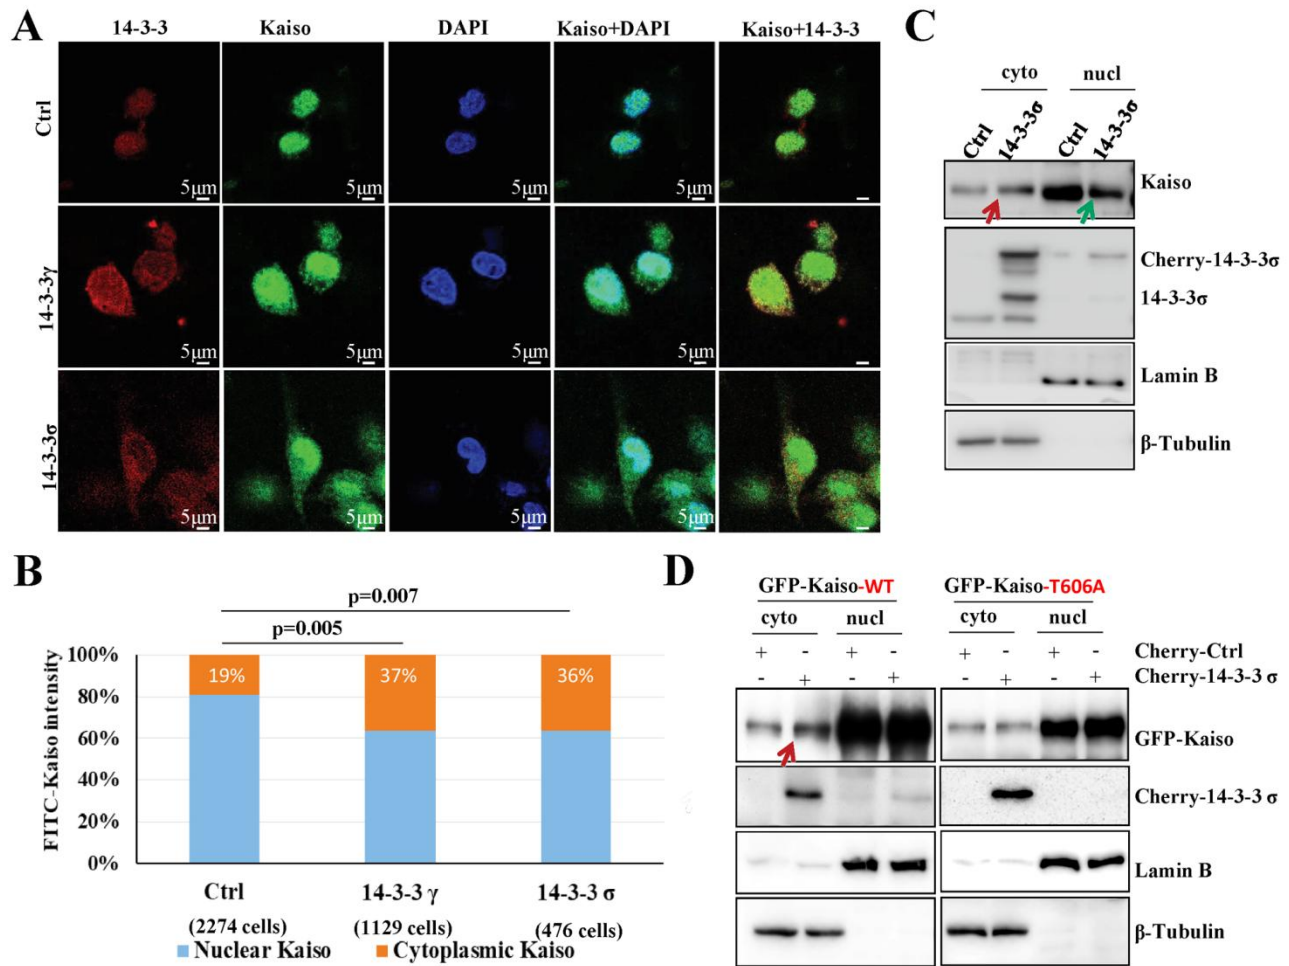 A
14-3-3 Kaiso DAPI Kaiso+DAPI Kaiso+14-3-3
Ctrl
5μm 5μm 5μm 5μm
14-3-3γ
5μm 5μm 5μm 5μm
14-3-3σ
5μm 5μm 5μm 5μm
B
p=0.007
p=0.005
FITC-Kaiso intensity
100%
80%
60%
40%
20%
0%
19% 37% 36%
Ctrl 14-3-3 γ 14-3-3 σ
(2274 cells) (1129 cells) (476 cells)
Nuclear Kaiso Cytoplasmic Kaiso
C
cyto nucl
Ctrl 14-3-3σ Ctrl 14-3-3σ
Kaiso
Cherry-14-3-3σ
14-3-3σ
Lamin B
β-Tubulin
D
GFP-Kaiso-WT GFP-Kaiso-T606A
cyto nucl cyto nucl
+ - + - + - + - Cherry-Ctrl
- + - + - + - + Cherry-14-3-3 σ
GFP-Kaiso
Cherry-14-3-3 σ
Lamin B
β-Tubulin